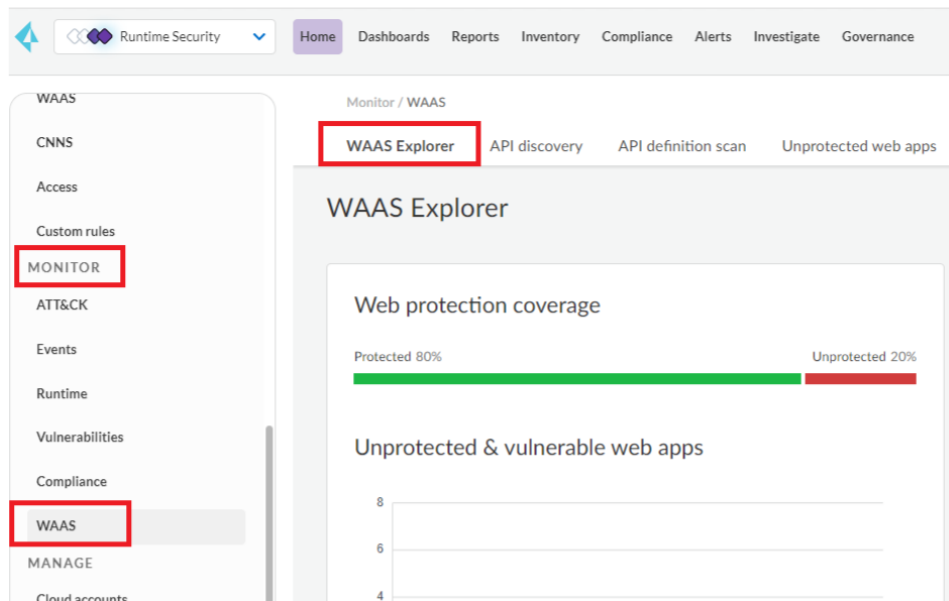 Runtime Security
Home Dashboards Reports Inventory Compliance Alerts Investigate Governance
WAAS
CNNS
Access
Custom rules
MONITOR
ATT&CK
Events
Runtime
Vulnerabilities
Compliance
WAAS
MANAGE
Cloud accounts
Monitor / WAAS
WAAS Explorer API discovery API definition scan Unprotected web apps
WAAS Explorer
Web protection coverage
Protected 80% Unprotected 20%
Unprotected & vulnerable web apps
8
6
4